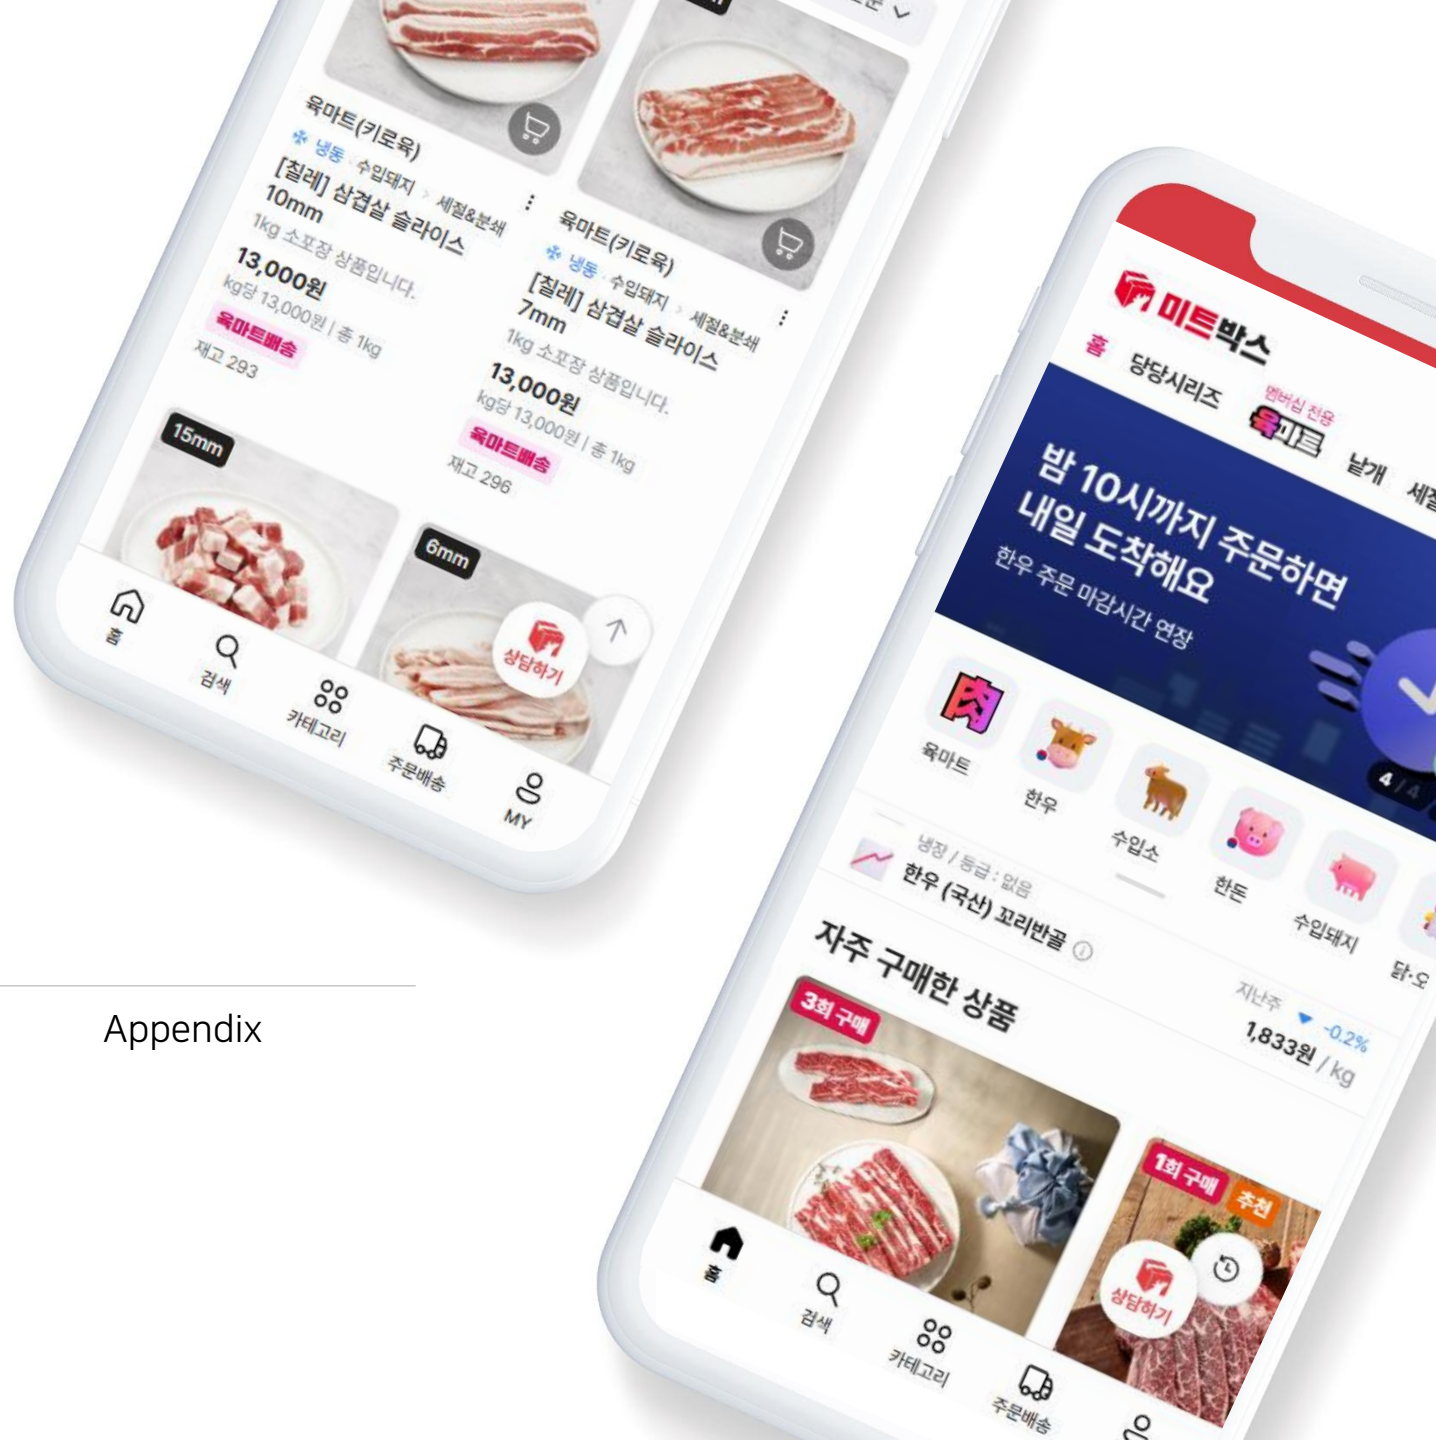 육마트(키로육)
냉동 · 수입돼지 > 세절&분쇄
[칠레] 삼겹살 슬라이스
10mm
1kg 소포장 상품입니다.
13,000원
kg당 13,000원 | 총 1kg
육마트배송
재고 293
육마트(키로육)
냉동 · 수입돼지 > 세절&분쇄
[칠레] 삼겹살 슬라이스
7mm
1kg 소포장 상품입니다.
13,000원
kg당 13,000원 | 총 1kg
육마트배송
재고 296
15mm
6mm
상담하기
홈
검색
카테고리
주문배송
MY
Appendix
미트박스
홈
당당시리즈
멤버십 전용
육마트
낱개
밤 10시까지 주문하면
내일 도착해요
한우 주문 마감시간 연장
4 / 4
肉
육마트
한우
수입소
한돈
수입돼지
닭·오
냉장 / 등급 : 없음
한우 (국산) 꼬리반골
지난주 ▼ -0.2%
1,833원 / kg
자주 구매한 상품
3회 구매
1회 구매
추천
상담하기
홈
검색
카테고리
주문배송